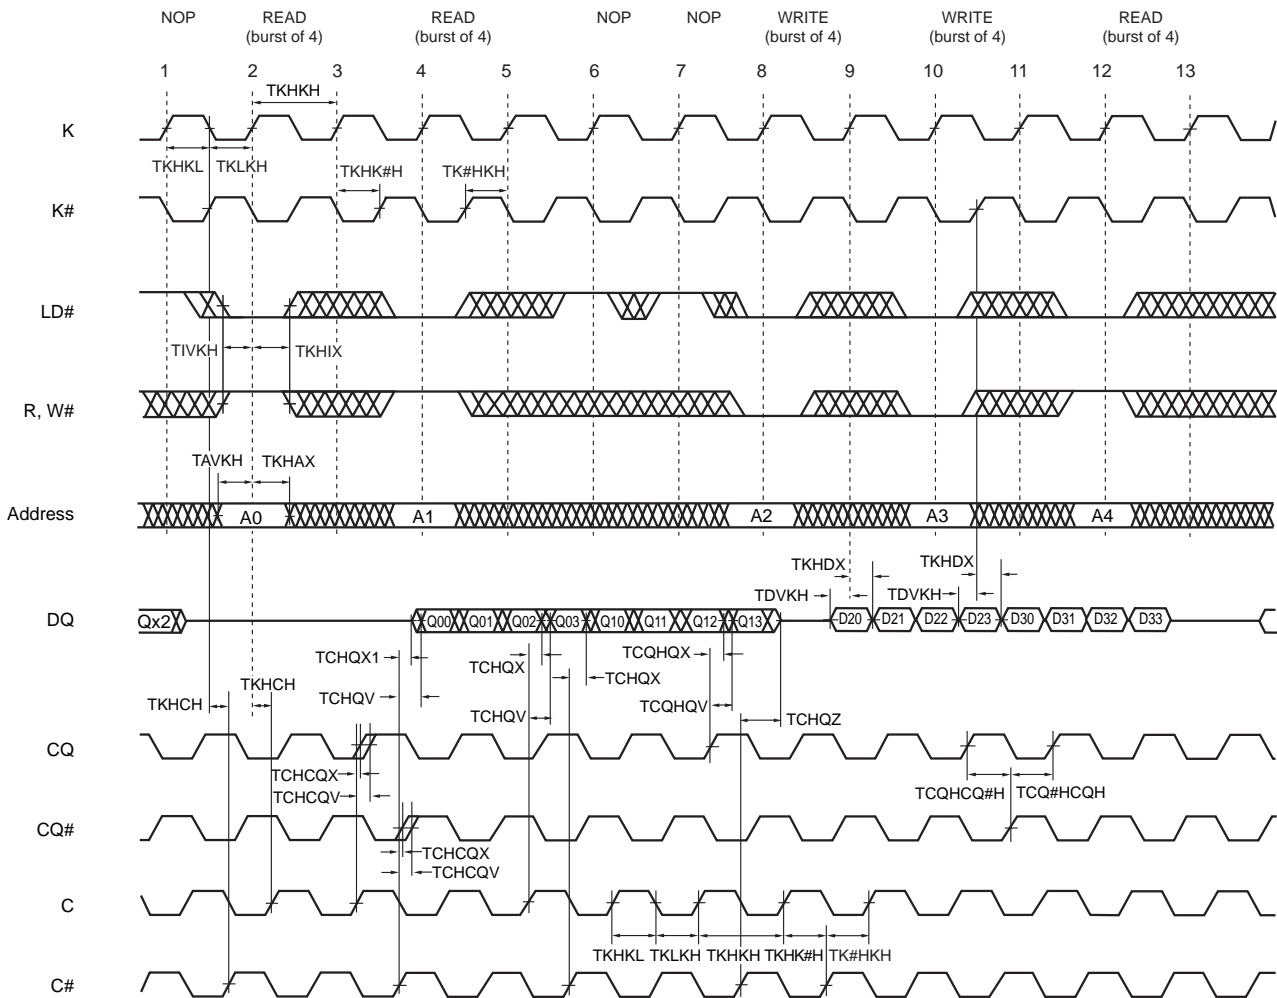 NOP READ READ NOP NOP WRITE WRITE READ
(burst of 4) (burst of 4) (burst of 4) (burst of 4) (burst of 4)
1 2 3 4 5 6 7 8 9 10 11 12 13
TKHKH
K
TKHKL TKLKH TKHK#H TK#HKH
K#
LD#
TIVKH TKHIX
R, W#
TAVKH TKHAX
Address A0 A1 A2 A3 A4
TKHDX TKHDX
TDVKH TDVKH
DQ Qx2 Q00 Q01 Q02 Q03 Q10 Q11 Q12 Q13 D20 D21 D22 D23 D30 D31 D32 D33
TCHQX1 TCHQX TCQHQX
TCHQX
TKHCH TKHCH TCHQV TCHQV TCQHQV TCHQZ
CQ
TCHCQX
TCHCQV TCQHCQ#H TCQ#HCQH
CQ#
TCHCQX
TCHCQV
C
TKHKL TKLKH TKHKH TKHK#H TK#HKH
C#